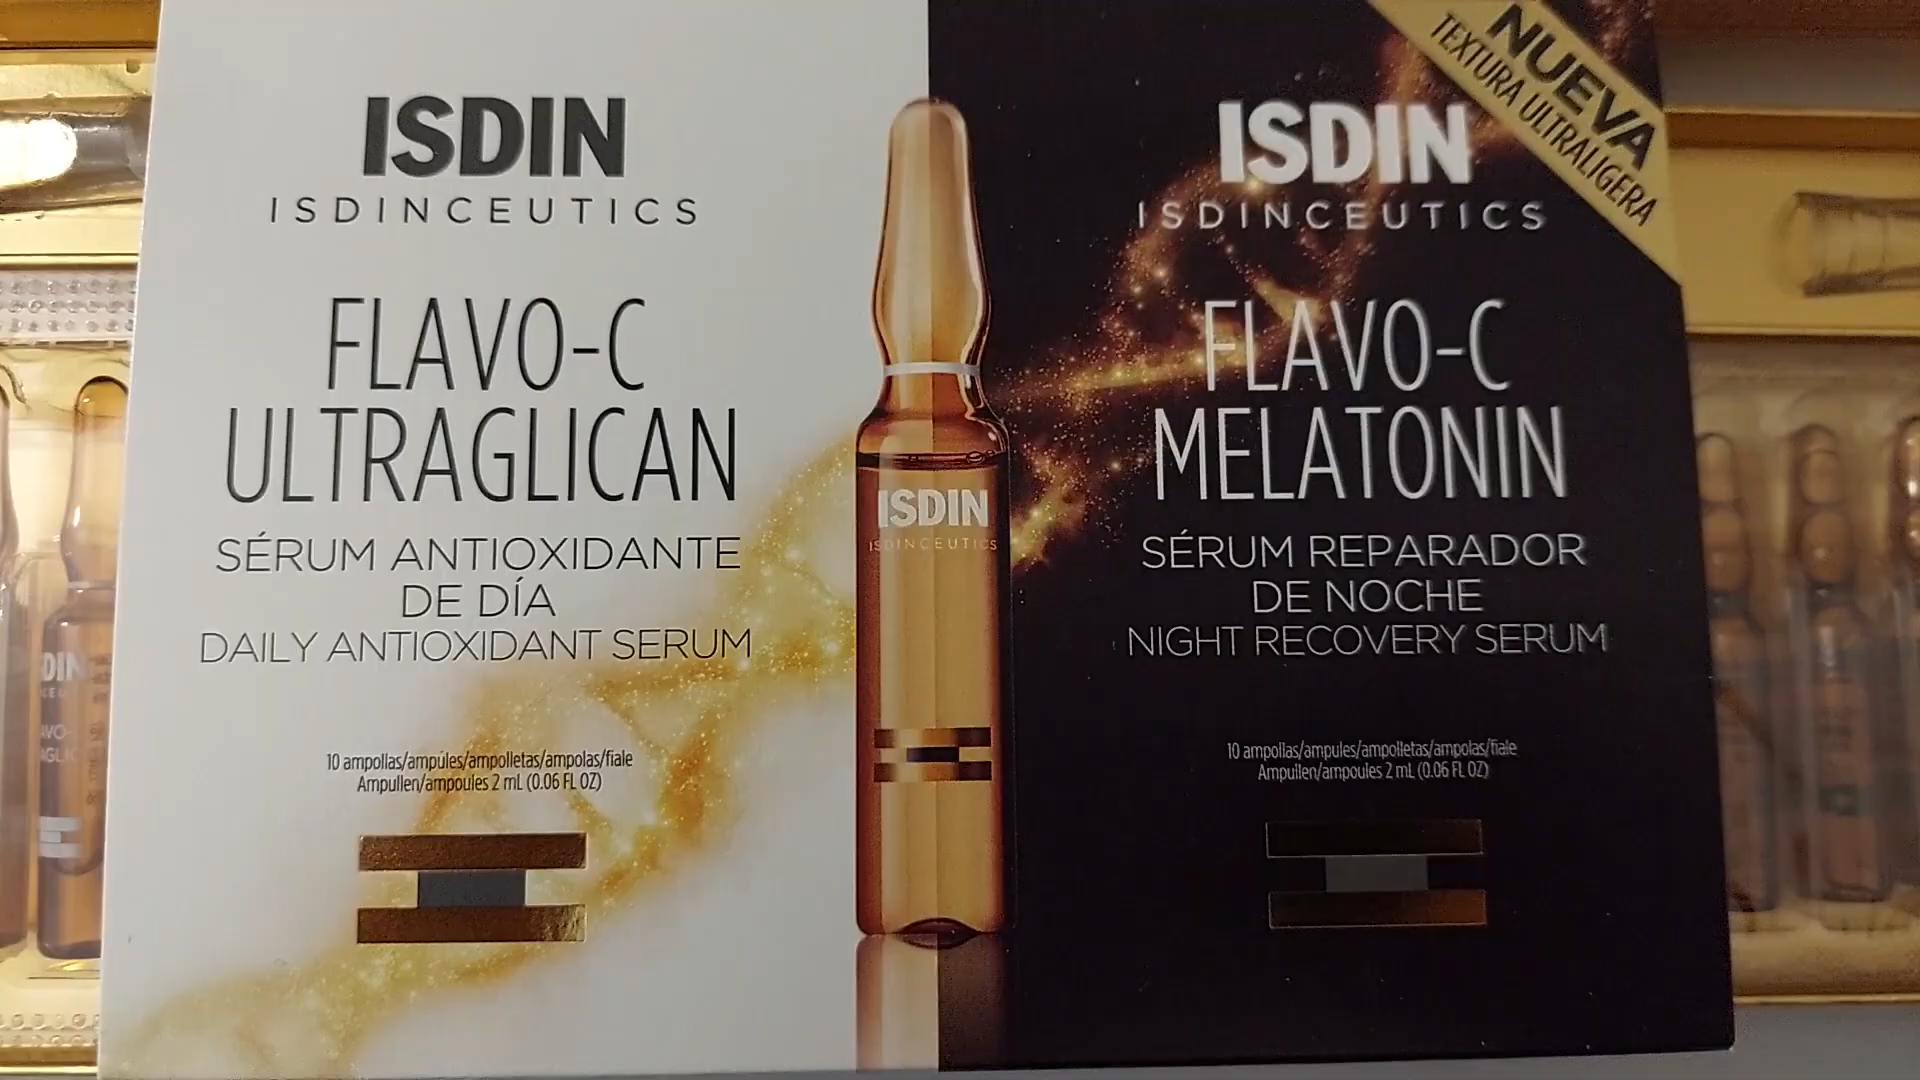 ISDIN
ISDINCEUTICS
FLAVO-C
ULTRAGLICAN
SÉRUM ANTIOXIDANTE
DE DÍA
DAILY ANTIOXIDANT SERUM
10 ampollas/ampúles/ampolletas/ampolas/fiale
Ampullen/ampoules 2 mL (0.06 FL OZ)
ISDIN
ISDINCEUTICS
ISDIN
ISDINCEUTICS
FLAVO-C
MELATONIN
SÉRUM REPARADOR
DE NOCHE
NIGHT RECOVERY SERUM
10 ampollas/ampules/ampolletas/ampolas/fiale
Ampullen/ampoules 2 mL (0.06 FL OZ)
NUEVA
TEXTURA ULTRALIGERA